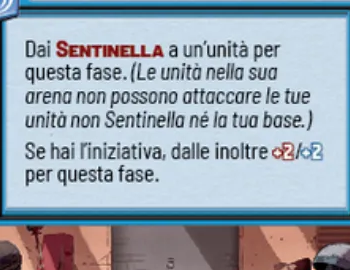 Dai SENTINELLA a un'unità per
questa fase. (Le unità nella sua
arena non possono attaccare le tue
unità non Sentinella né la tua base.)
Se hai l'iniziativa, dalle inoltre +2/+2
per questa fase.